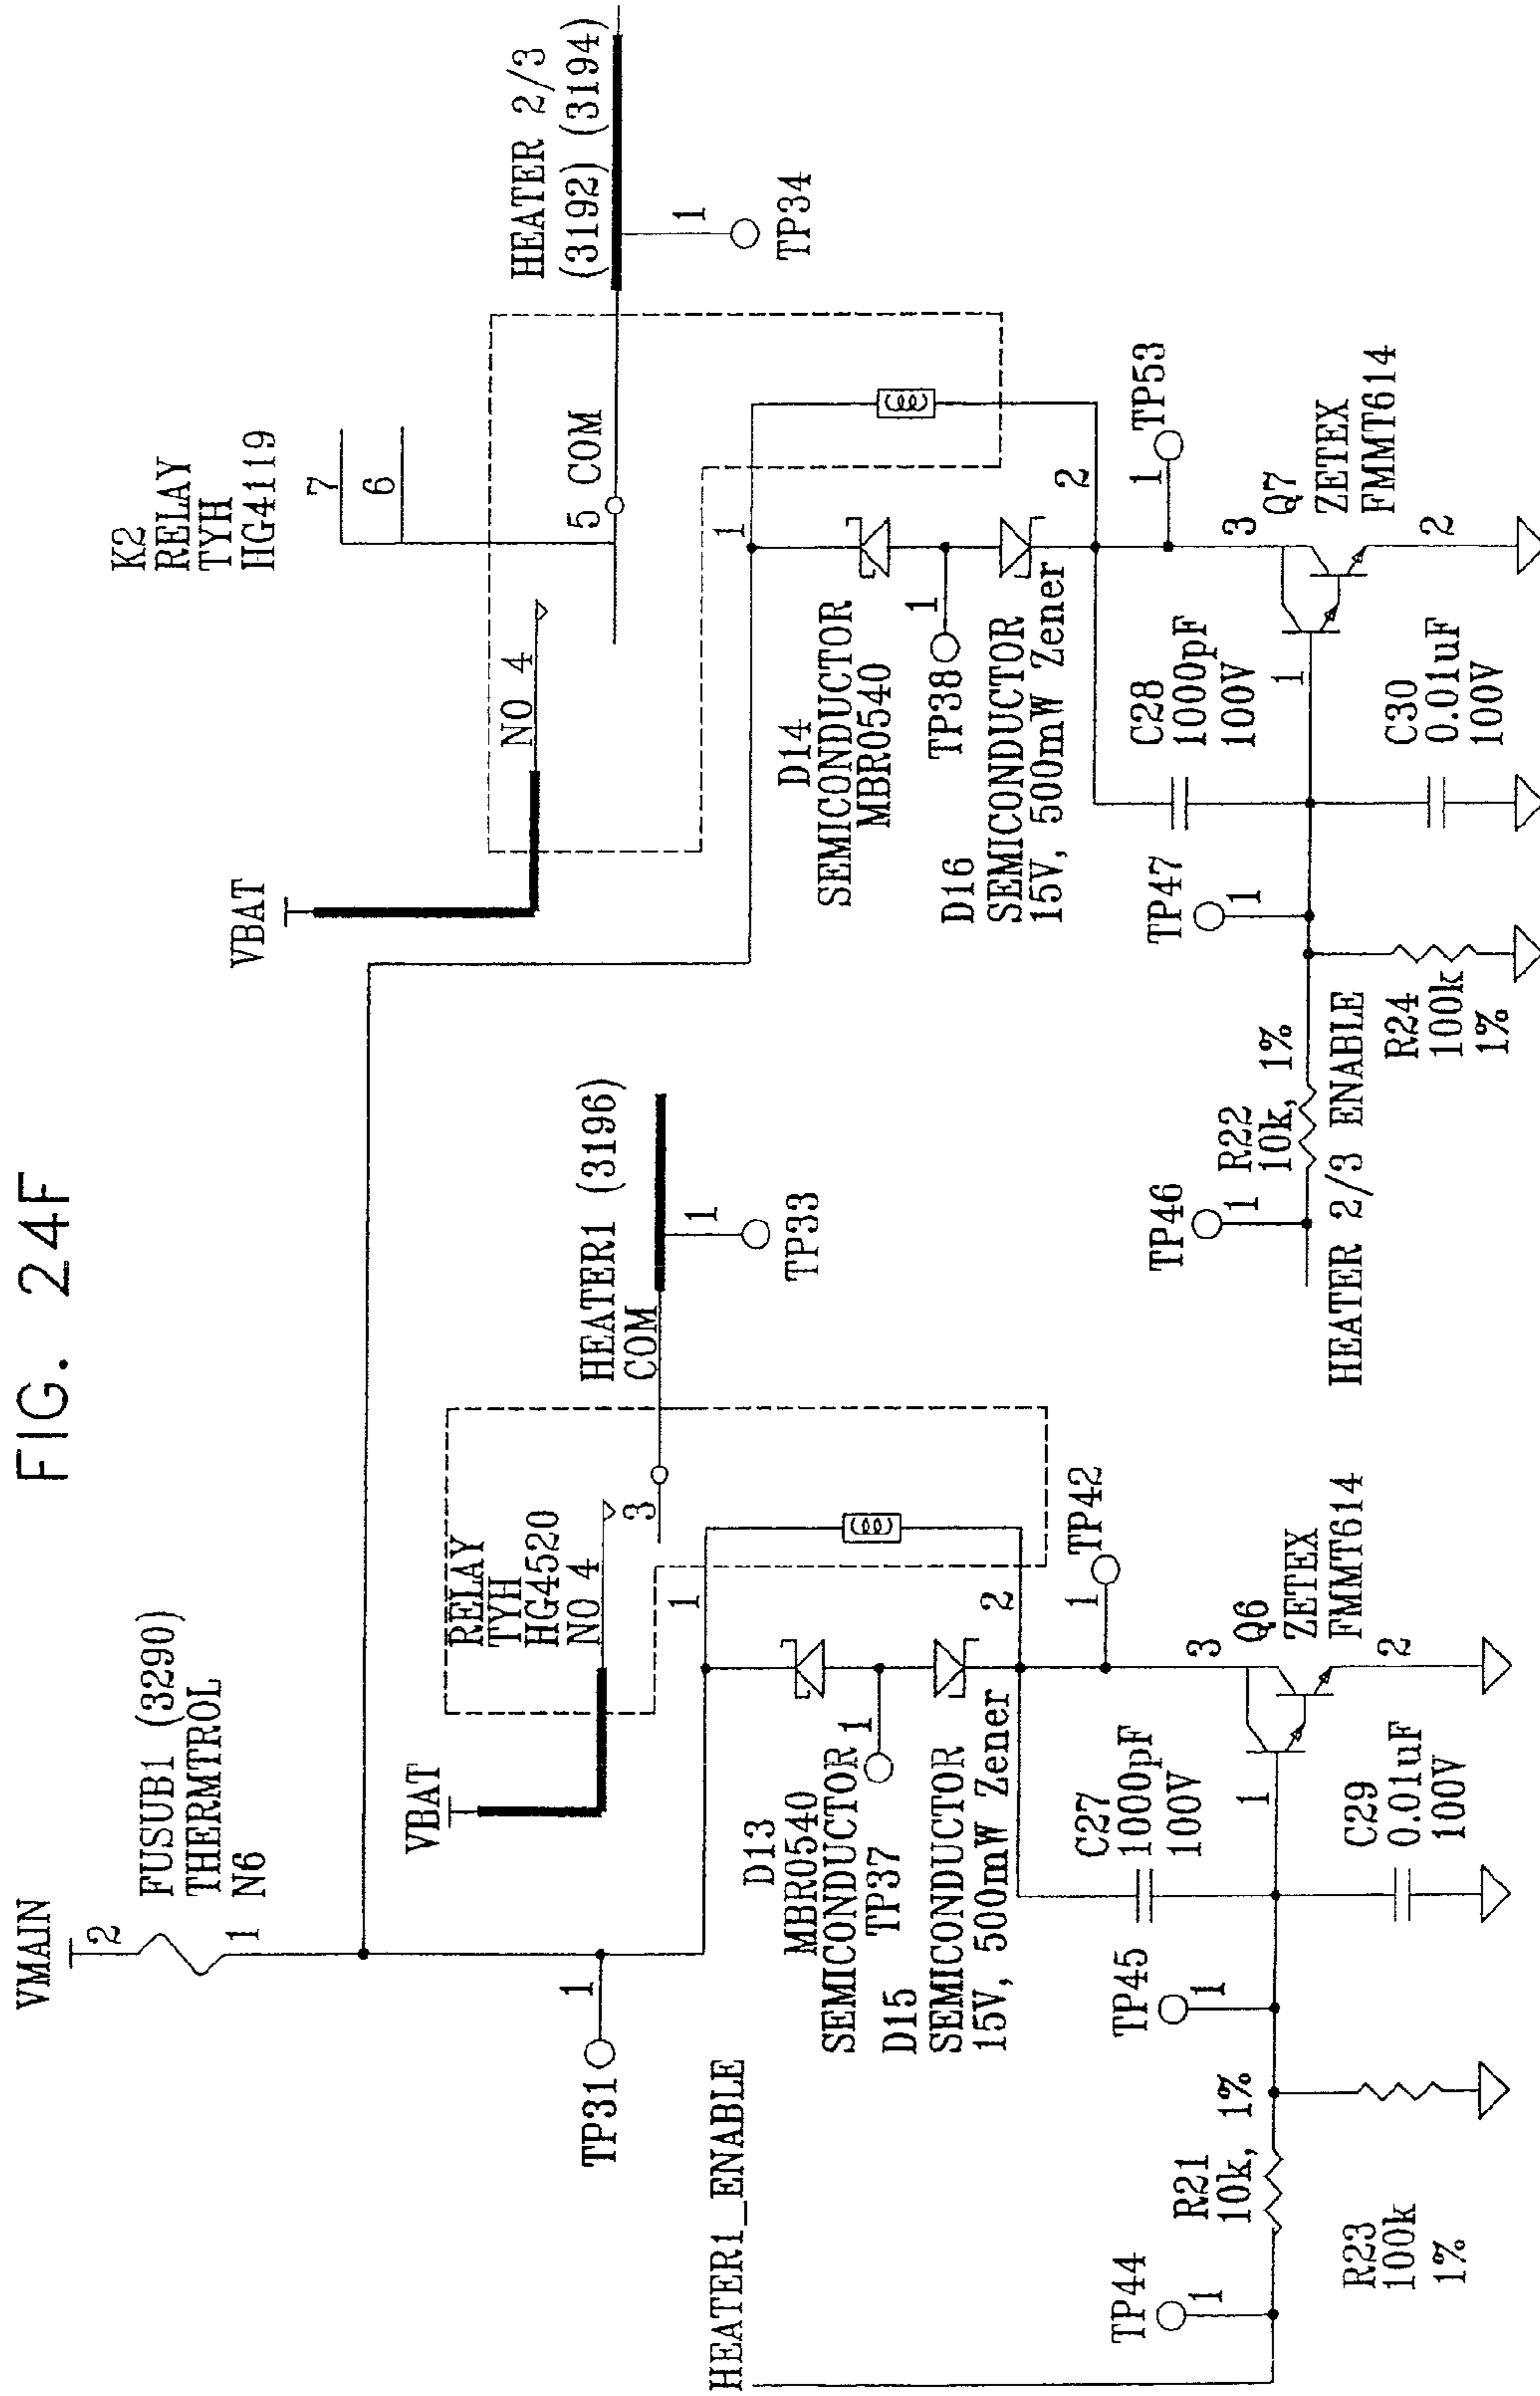 FIG. 24F
VMAIN
2
FUSUB1 (3290)
THERMTROL
N6
1
TP31
1
VBAT
RELAY
TYH
HG4520
NO 4
3
HEATER1 (3196)
COM
1
TP33
1
D13
MBR0540
SEMICONDUCTOR
TP37
1
D15
SEMICONDUCTOR
15V, 500mW Zener
2
TP42
1
HEATER1_ENABLE
TP44
1
R21
10k, 1%
R23
100k
1%
TP45
1
C27
1000pF
100V
1
C29
0.01uF
100V
3
Q6
ZETEX
FMMT614
2
K2
RELAY
TYH
HG4119
7
6
VBAT
NO 4
5 COM
HEATER 2/3
(3192) (3194)
1
TP34
1
D14
SEMICONDUCTOR
MBR0540
TP38
1
D16
SEMICONDUCTOR
15V, 500mW Zener
2
TP53
1
TP46
1
R22
10k, 1%
HEATER 2/3 ENABLE
R24
100k
1%
TP47
1
C28
1000pF
100V
1
C30
0.01uF
100V
3
Q7
ZETEX
FMMT614
2